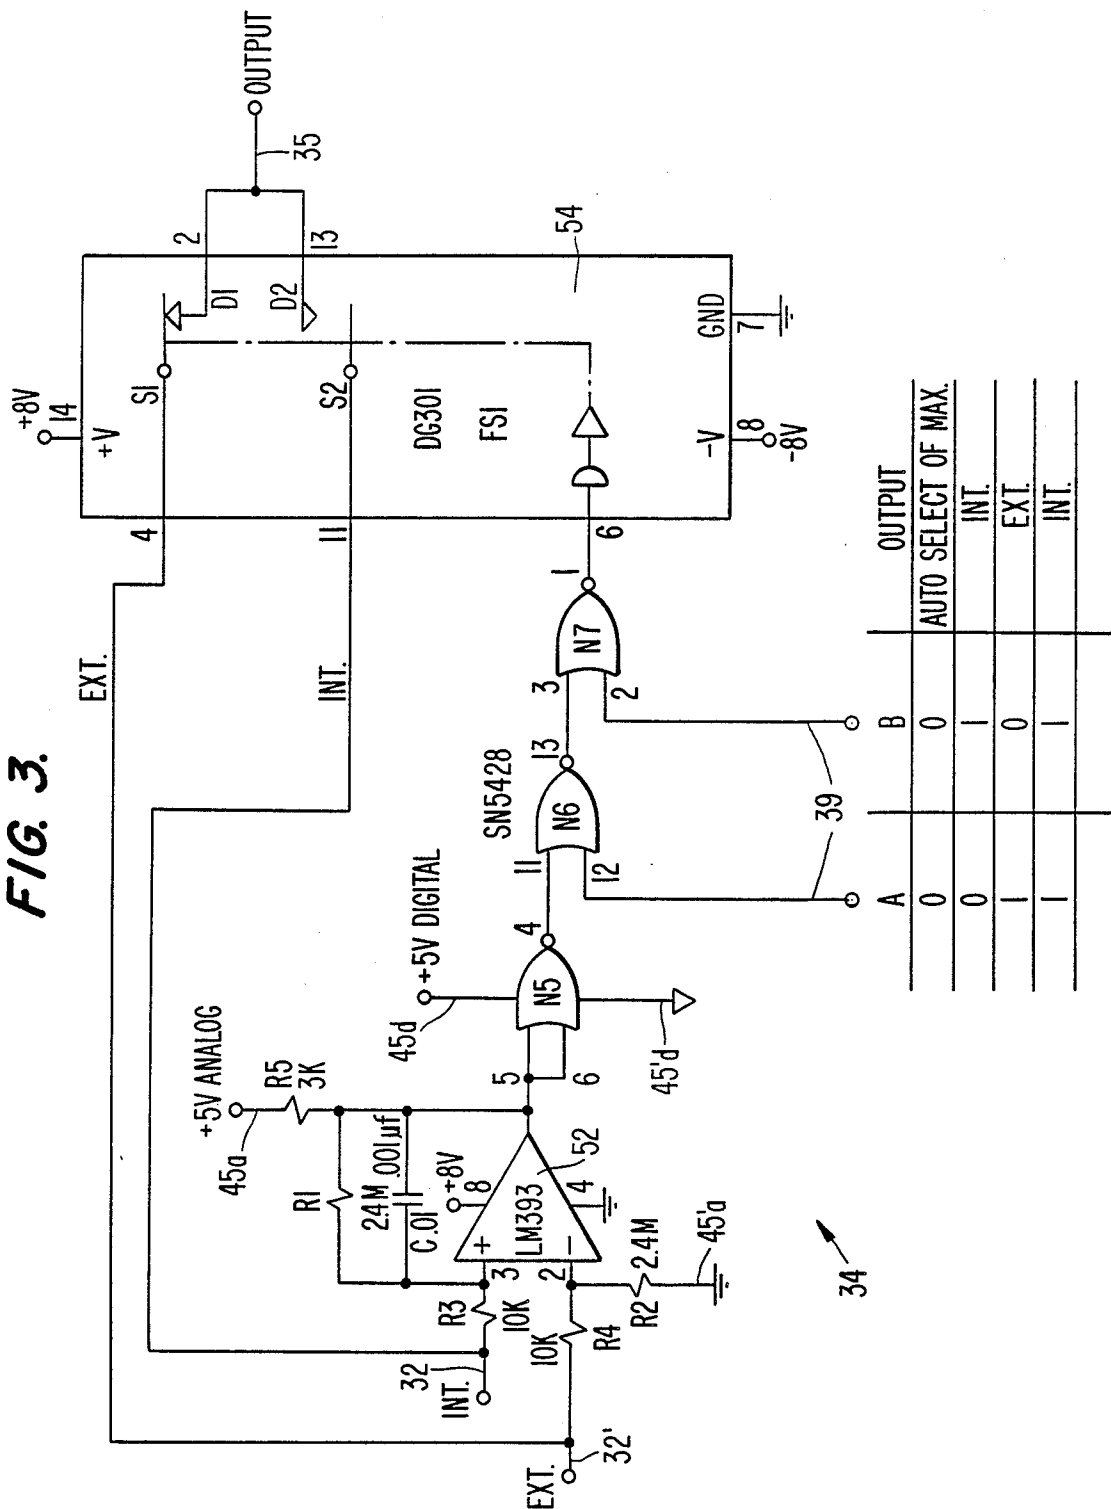 FIG. 3.
EXT.
INT.
+8V
14
+V
4
S1
D1
2
D2
13
35
OUTPUT
11
S2
DG301
FS1
54
6
-V
8
-8V
GND
7
+5V ANALOG
45a
R5
3K
R1
2.4M
.001µf
C.01
+8V
8
+
3
LM393
-
2
4
52
R3
10K
32
INT.
10K
R4
R2
2.4M
45'a
EXT.
32'
34
+5V DIGITAL
45d
5
6
N5
4
45'd
SN5428
11
12
N6
13
3
2
N7
1
39
A B OUTPUT
0 0 AUTO SELECT OF MAX.
0 1 INT.
1 0 EXT.
1 1 INT.